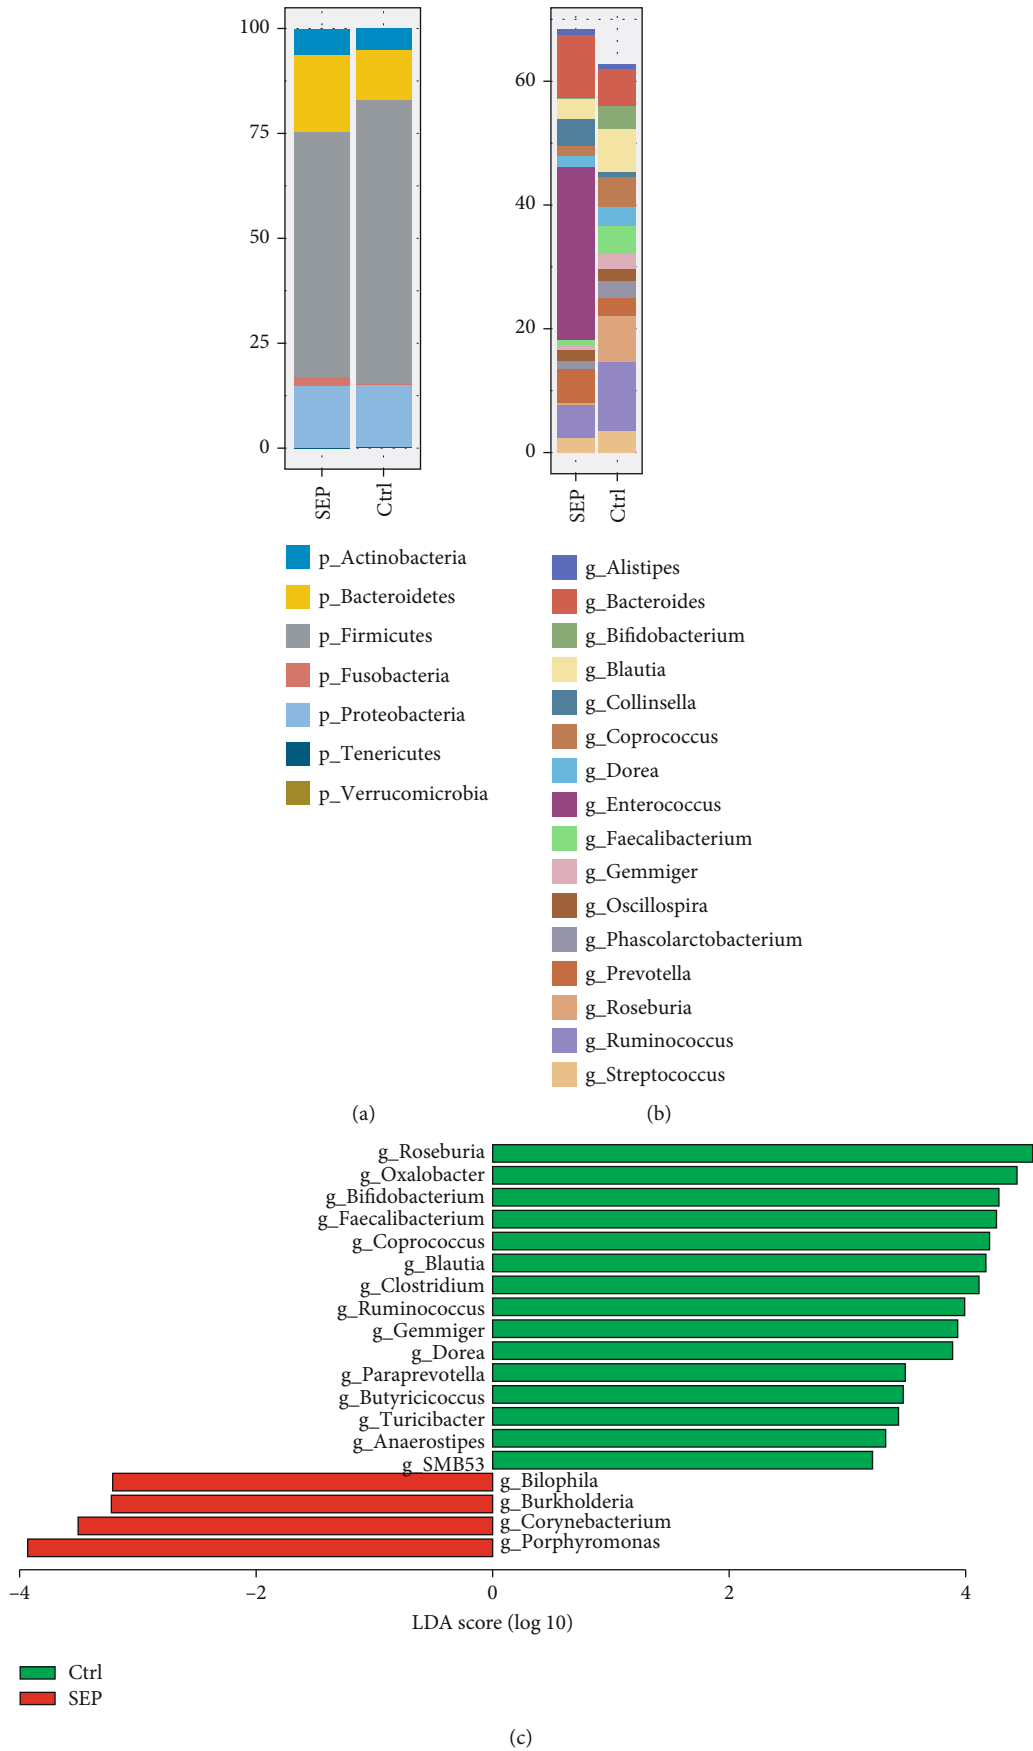 100
75
50
25
0
SEP
Ctrl
p_Actinobacteria
p_Bacteroidetes
p_Firmicutes
p_Fusobacteria
p_Proteobacteria
p_Tenericutes
p_Verrucomicrobia
(a)
60
40
20
0
SEP
Ctrl
g_Alistipes
g_Bacteroides
g_Bifidobacterium
g_Blautia
g_Collinsella
g_Coprococcus
g_Dorea
g_Enterococcus
g_Faecalibacterium
g_Gemmiger
g_Oscillospira
g_Phascolarctobacterium
g_Prevotella
g_Roseburia
g_Ruminococcus
g_Streptococcus
(b)
g_Roseburia
g_Oxalobacter
g_Bifidobacterium
g_Faecalibacterium
g_Coprococcus
g_Blautia
g_Clostridium
g_Ruminococcus
g_Gemmiger
g_Dorea
g_Paraprevotella
g_Butyricicoccus
g_Turicibacter
g_Anaerostipes
g_SMB53
g_Bilophila
g_Burkholderia
g_Corynebacterium
g_Porphyromonas
−4 −2 0 2 4
LDA score (log 10)
Ctrl
SEP
(c)